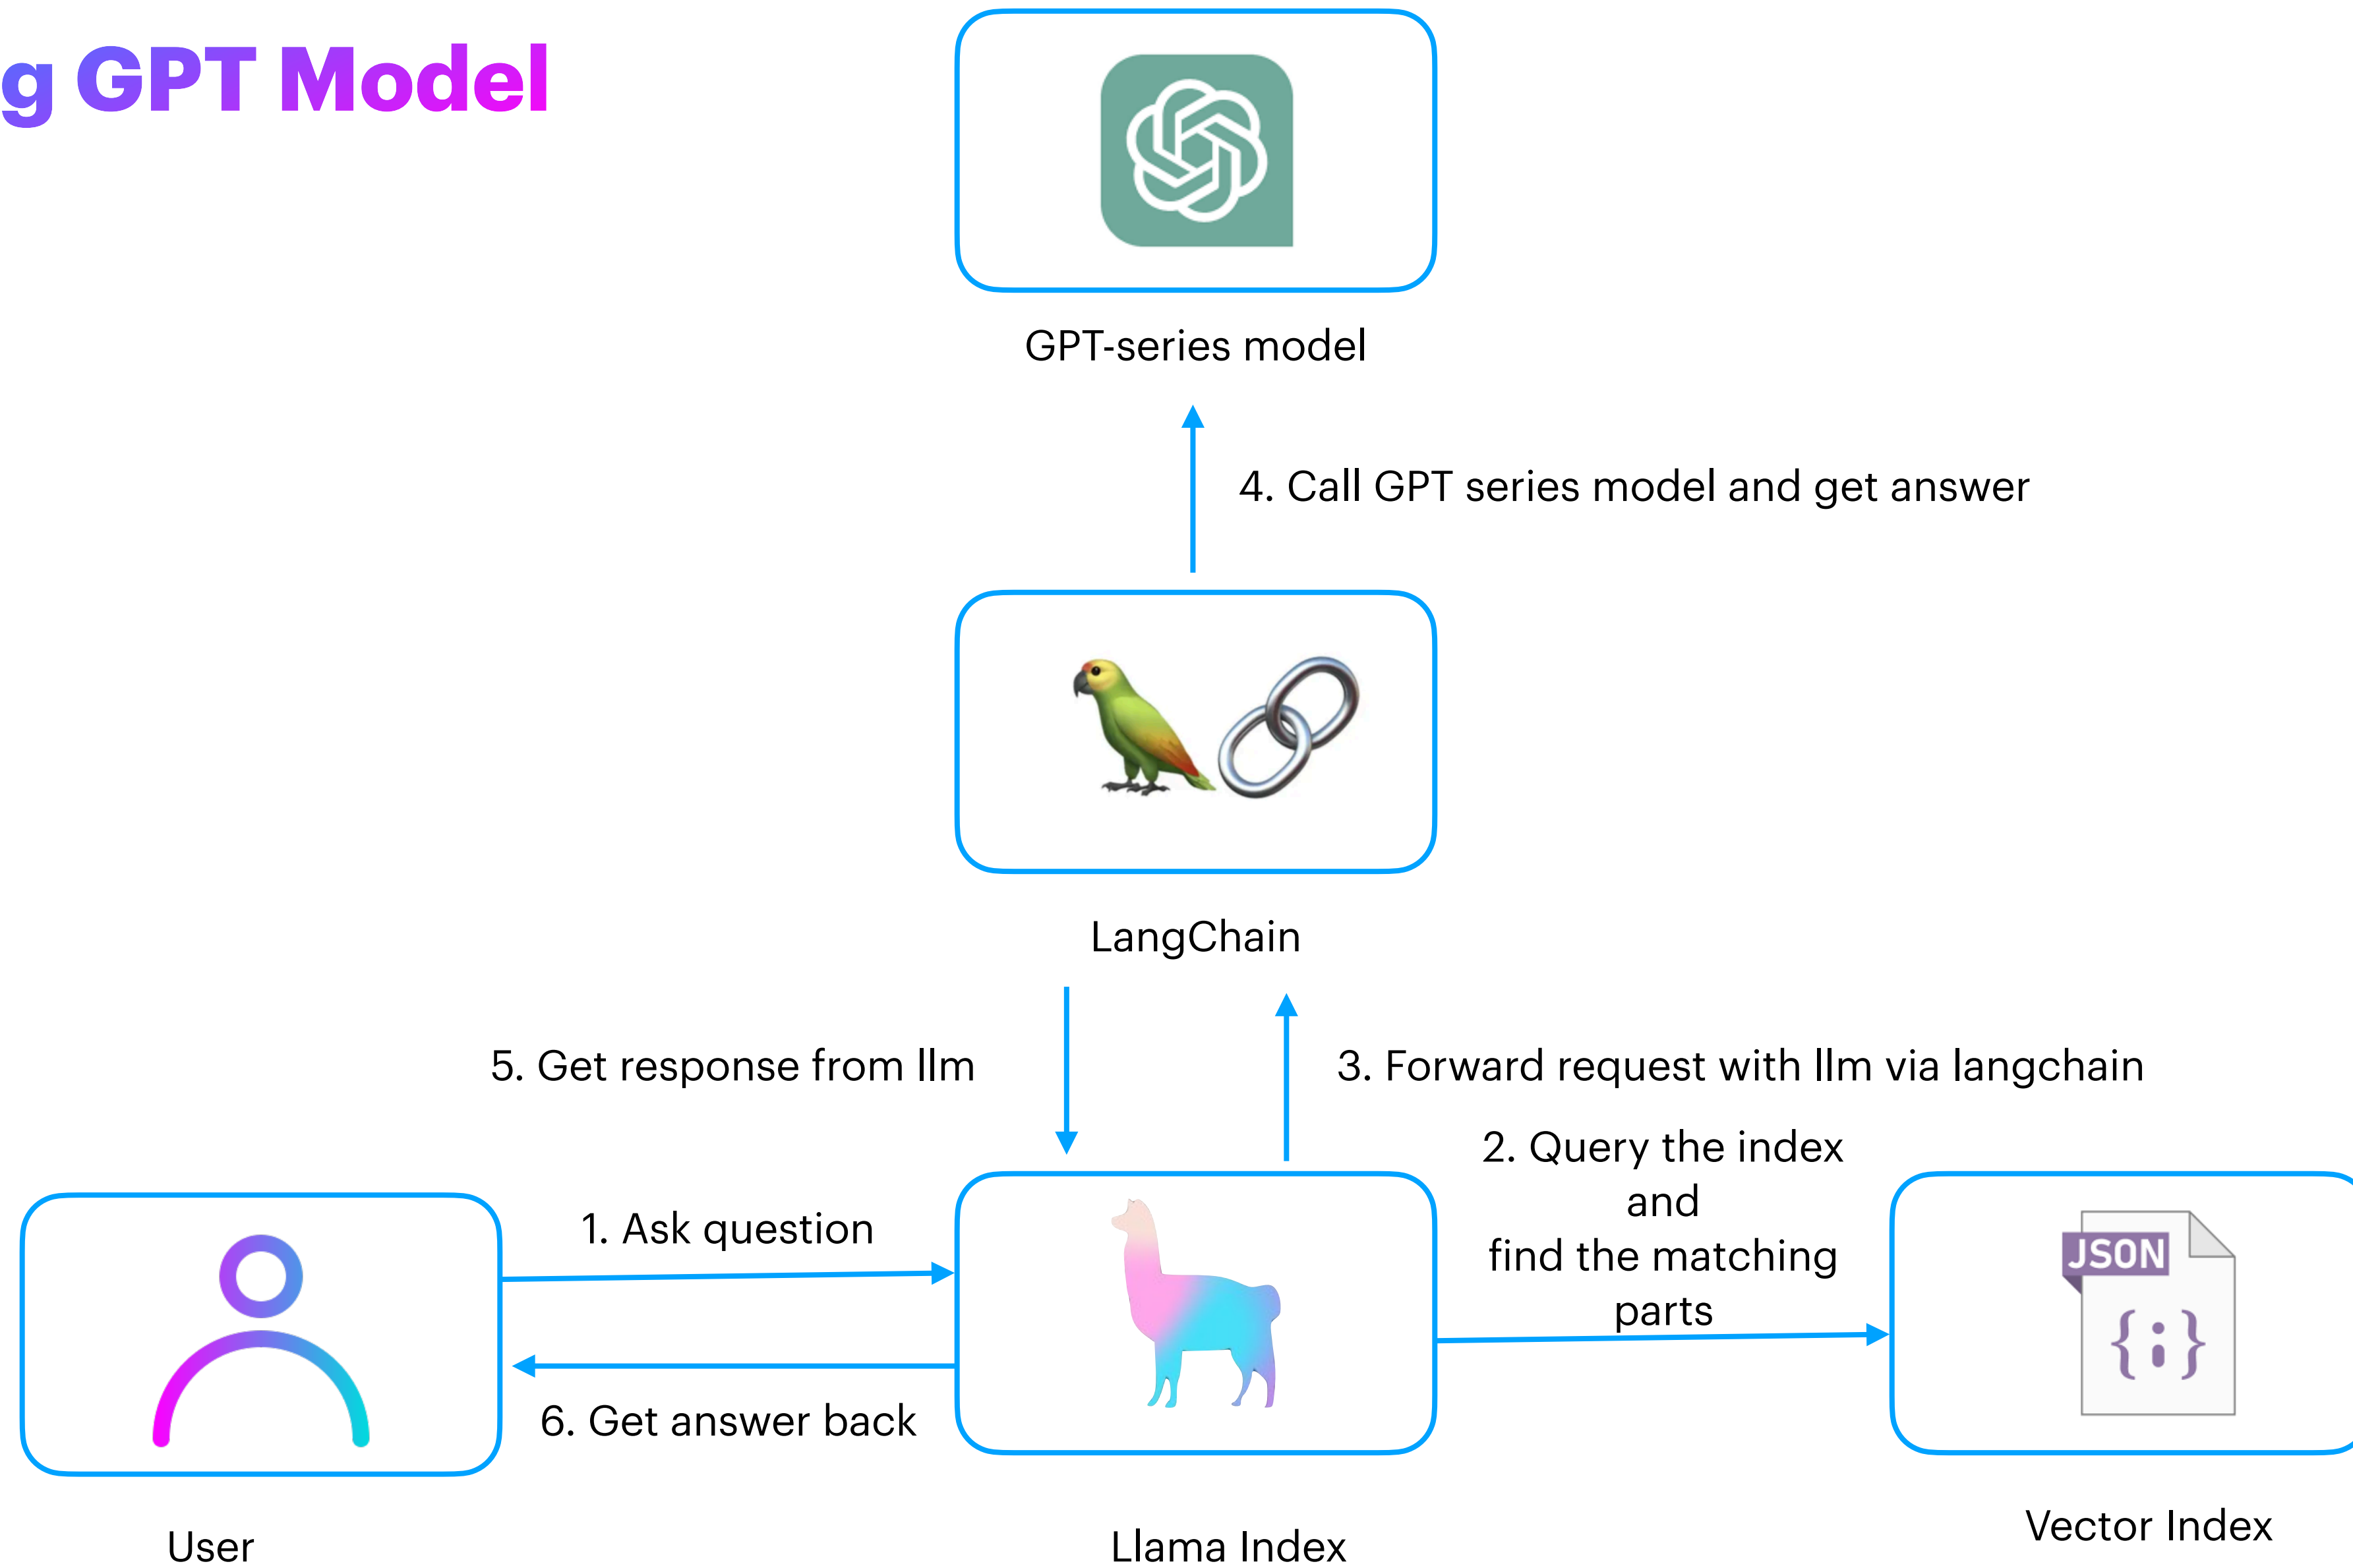 g GPT Model
GPT-series model
4. Call GPT series model and get answer
LangChain
5. Get response from llm
3. Forward request with llm via langchain
2. Query the index
and
find the matching
parts
1. Ask question
6. Get answer back
JSON
{;}
User
Llama Index
Vector Index